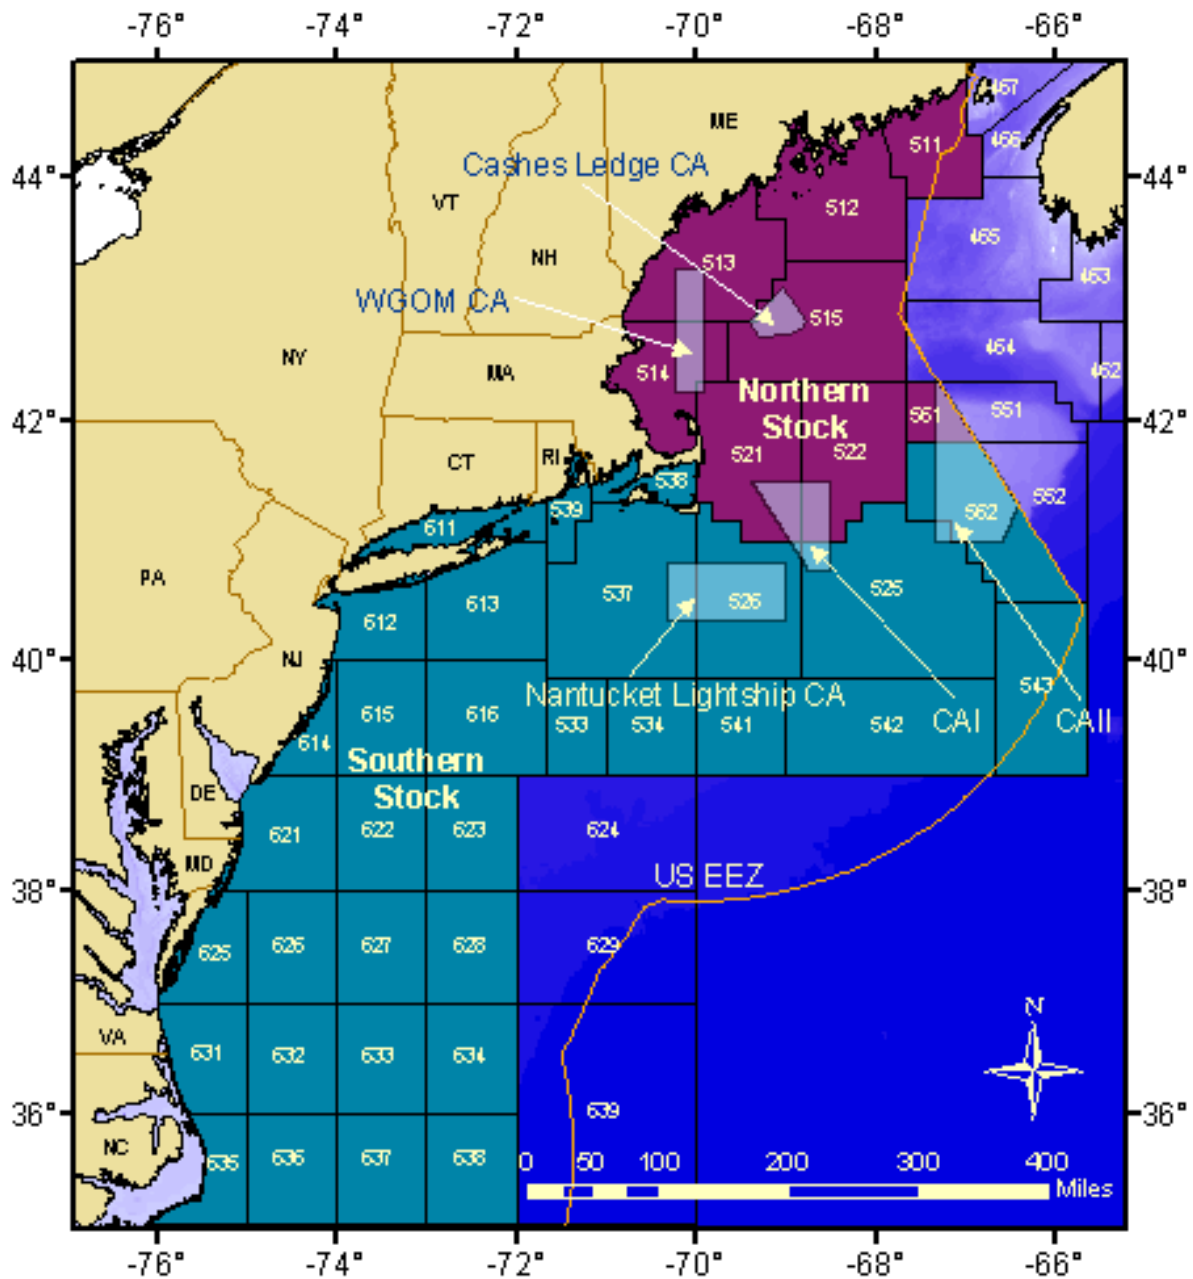 -76° -74° -72° -70° -68° -66°
467
ME
466
511
44° 44°
Cashes Ledge CA
VT
512
465
NH
513
463
WGOM CA
515
NY
464
MA
514
462
Northern
Stock
561
551
42° 42°
CT
RI
521
522
538
552
539
562
611
PA
537
525
526
613
612
40° 40°
NJ
543
Nantucket Lightship CA
615
616
533
534
541
542
CAI
CAII
614
Southern
Stock
DE
621
622
623
624
MD
US EEZ
38° 38°
625
626
627
628
629
N
VA
631
632
633
634
36° 36°
639
NC
635
636
637
638
0 50 100 200 300 400
Miles
-76° -74° -72° -70° -68° -66°